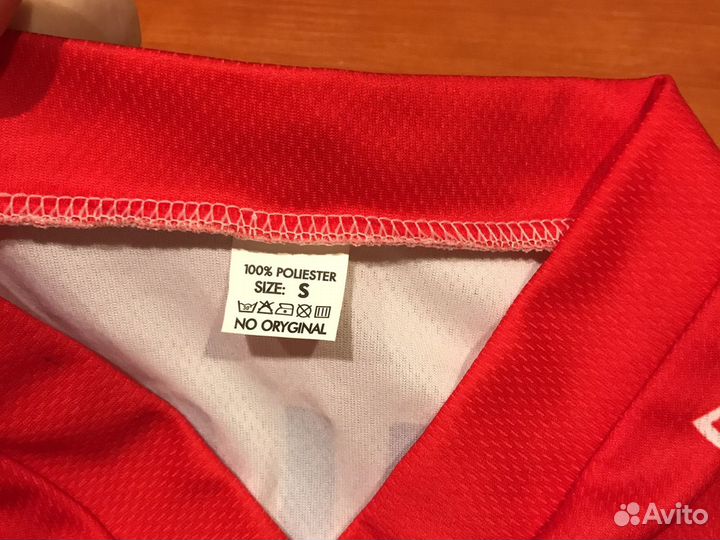 100% POLIESTER
SIZE: S
NO ORYGINAL
Avito